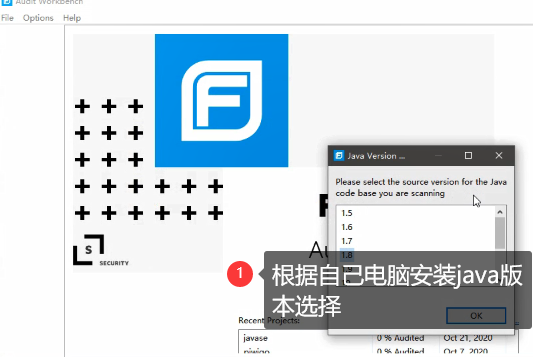 Audit Workbench
File Options Help
F
S
SECURITY
Java Version ...
Please select the source version for the Java
code base you are scanning
1.5
1.6
1.7
1.8
1
根据自己电脑安装java版
本选择
OK
Recent Projects:
javase 0 % Audited Oct 21, 2020
piwigo 0 % Audited Oct 7, 2020